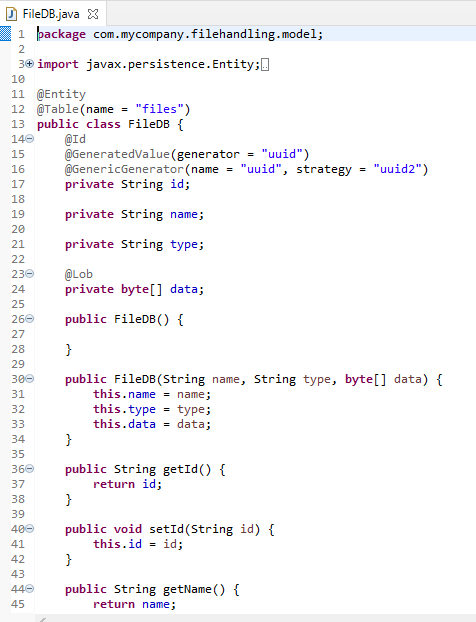 FileDB.java
1 package com.mycompany.filehandling.model;
2
3 import javax.persistence.Entity;
10
11 @Entity
12 @Table(name = "files")
13 public class FileDB {
14 @Id
15 @GeneratedValue(generator = "uuid")
16 @GenericGenerator(name = "uuid", strategy = "uuid2")
17 private String id;
18
19 private String name;
20
21 private String type;
22
23 @Lob
24 private byte[] data;
25
26 public FileDB() {
27
28 }
29
30 public FileDB(String name, String type, byte[] data) {
31 this.name = name;
32 this.type = type;
33 this.data = data;
34 }
35
36 public String getId() {
37 return id;
38 }
39
40 public void setId(String id) {
41 this.id = id;
42 }
43
44 public String getName() {
45 return name;